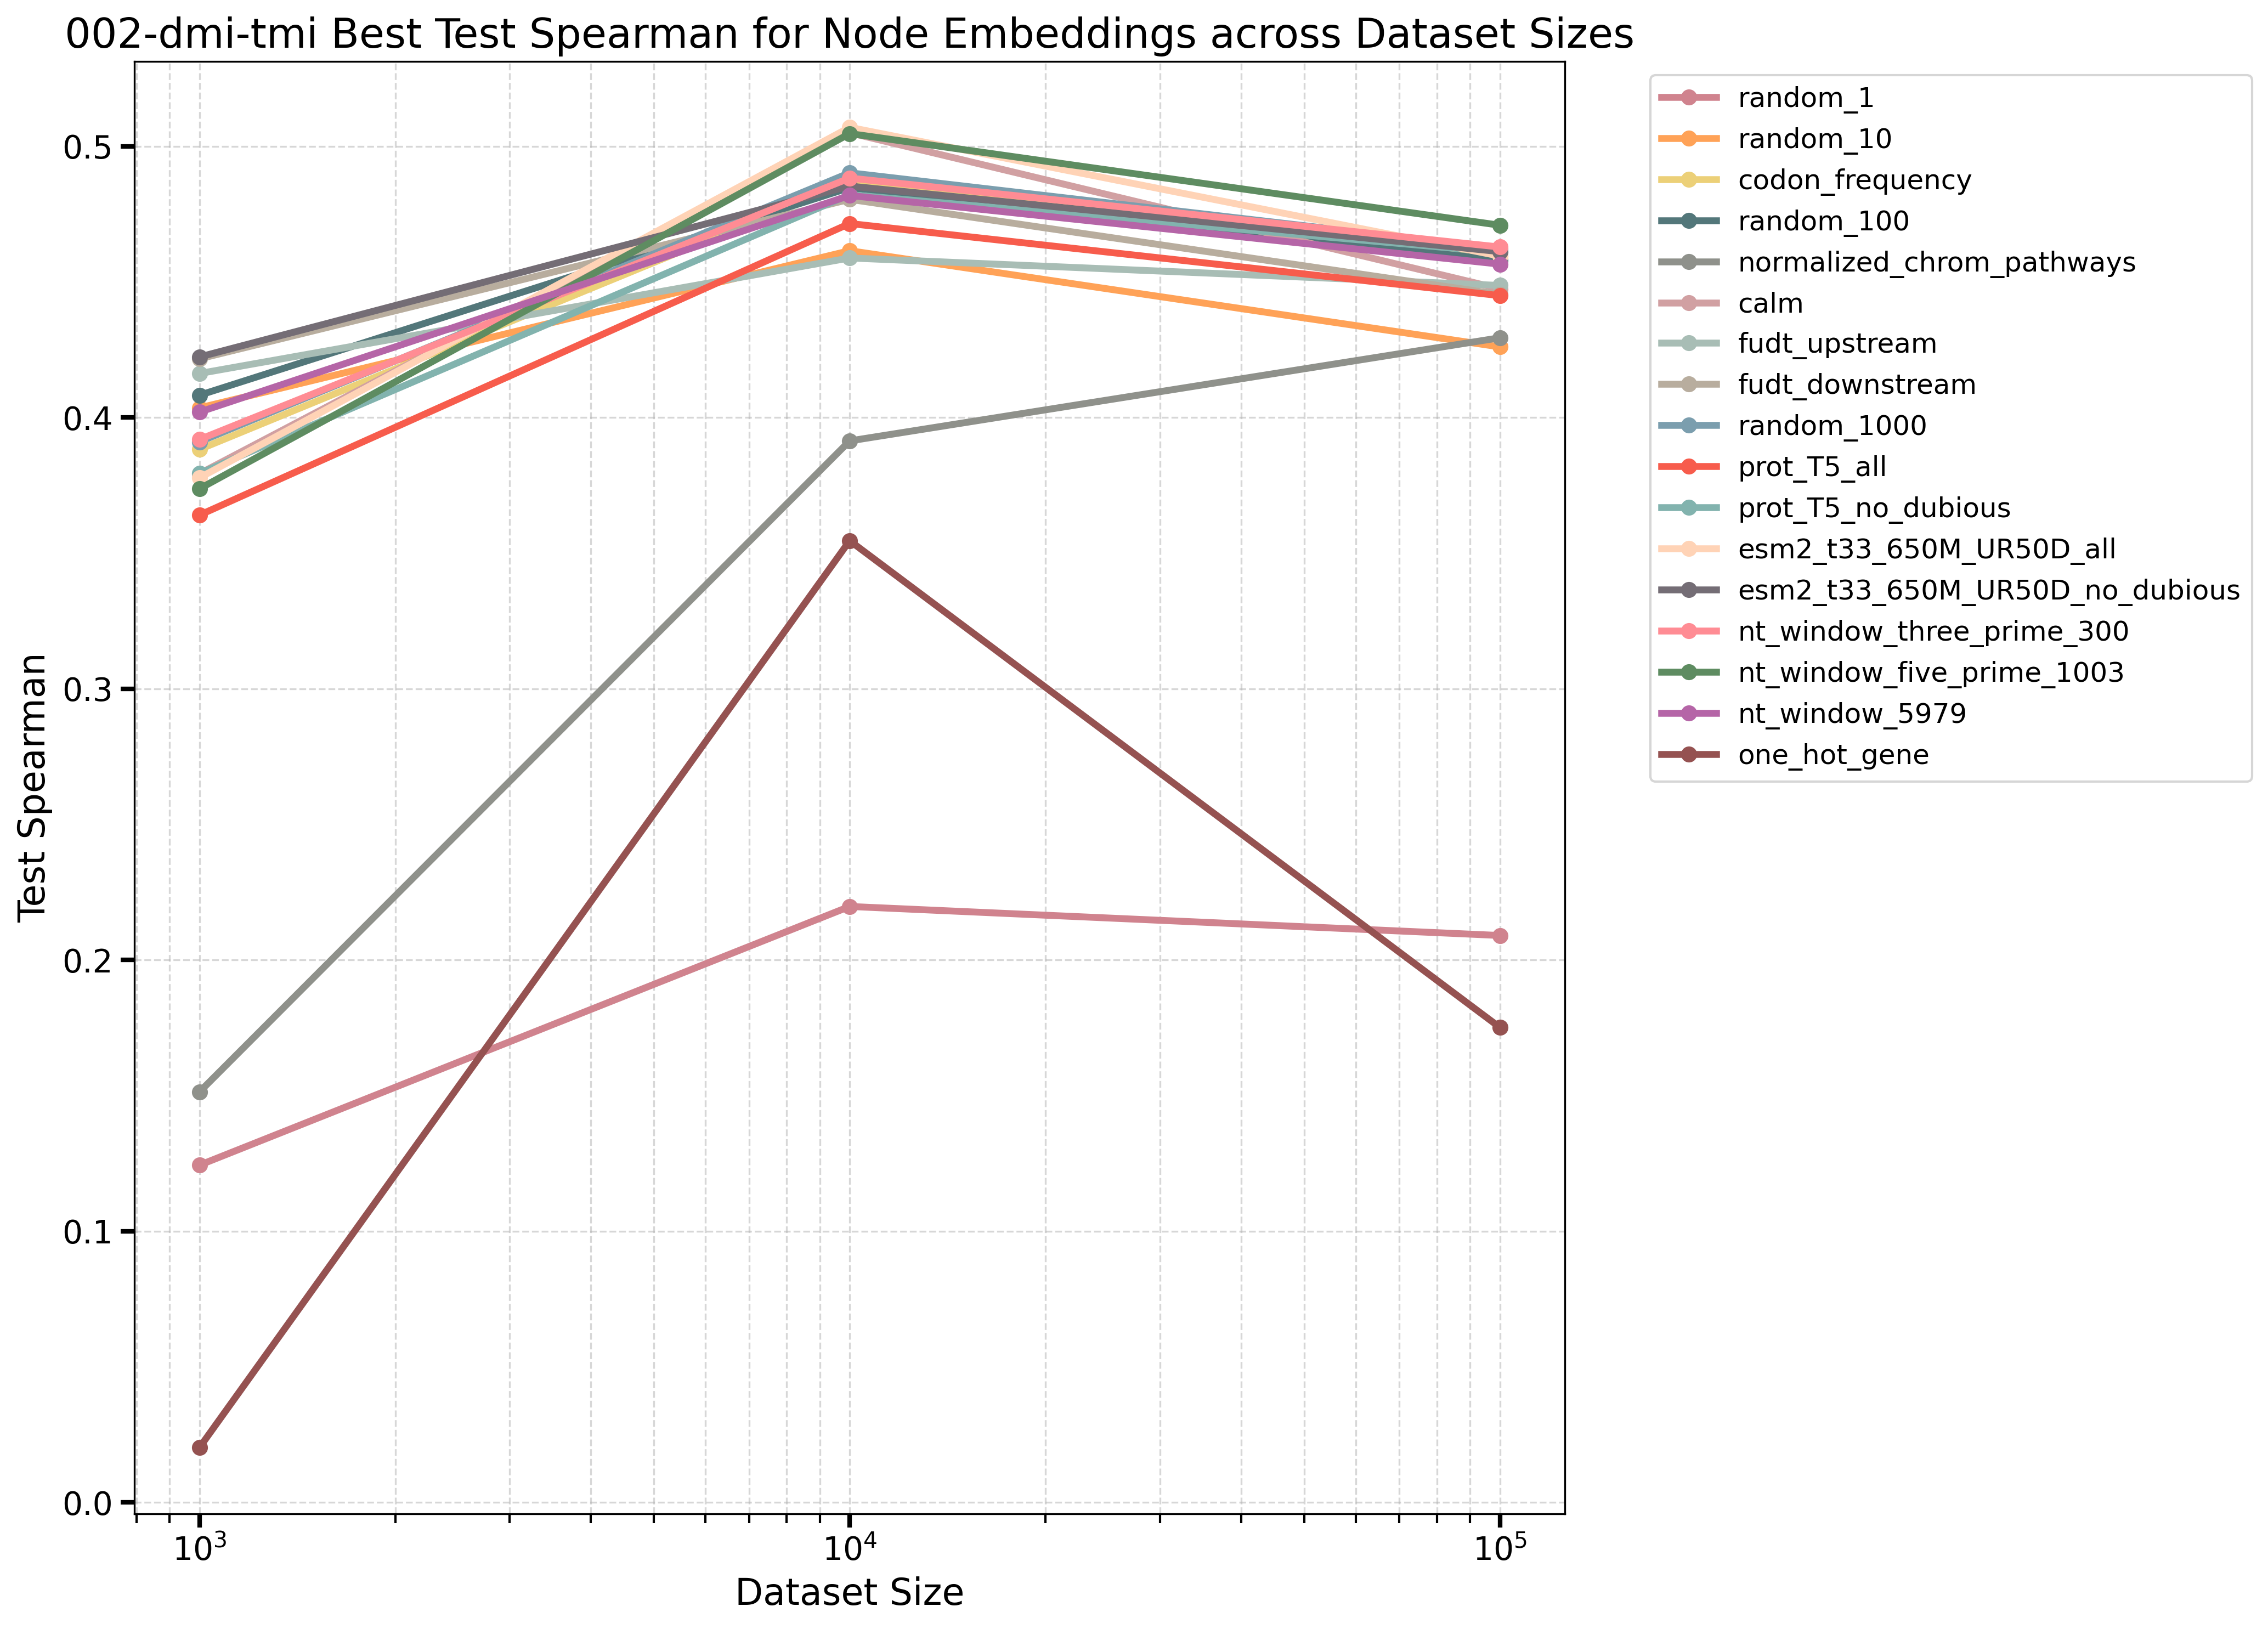 002-dmi-tmi Best Test Spearman for Node Embeddings across Dataset Sizes
random_1
random_10
codon_frequency
random_100
normalized_chrom_pathways
calm
fudt_upstream
fudt_downstream
random_1000
prot_T5_all
prot_T5_no_dubious
esm2_t33_650M_UR50D_all
esm2_t33_650M_UR50D_no_dubious
nt_window_three_prime_300
nt_window_five_prime_1003
nt_window_5979
one_hot_gene
Test Spearman
0.5
0.4
0.3
0.2
0.1
0.0
10³ 10⁴ 10⁵
Dataset Size